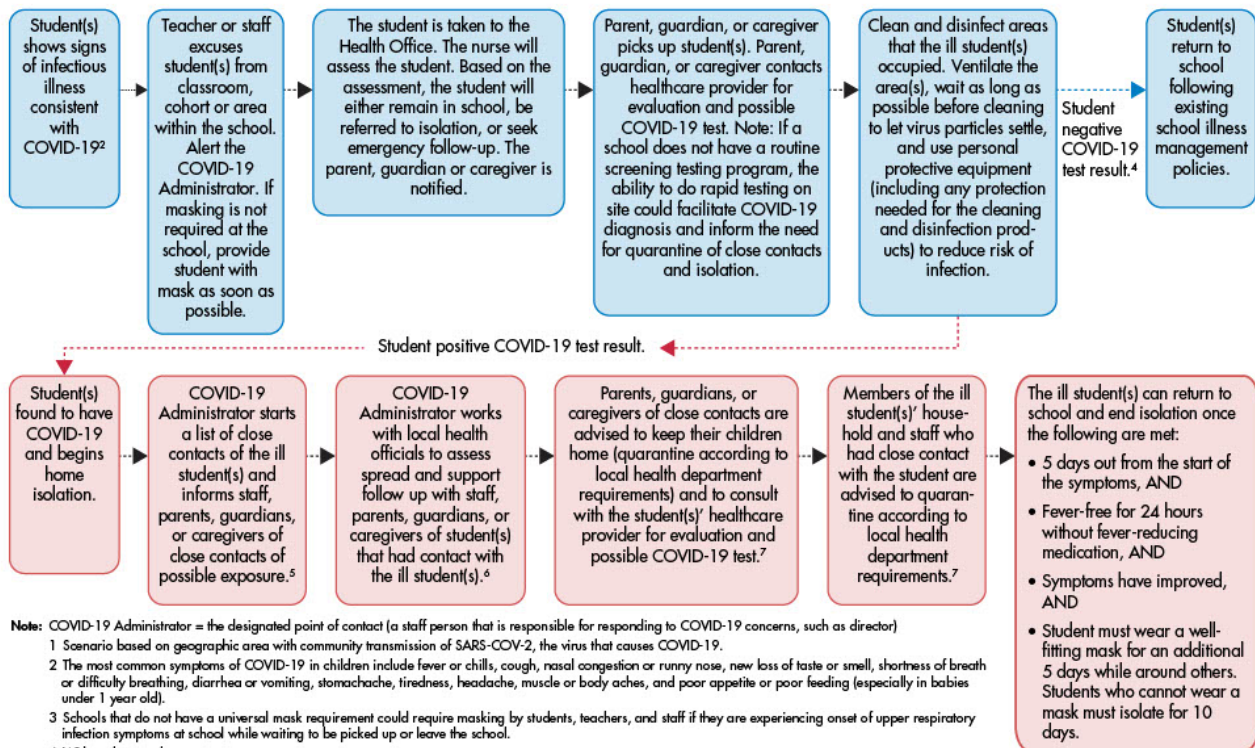 Student(s)
shows signs
of infectious
illness
consistent
with
COVID-19²
Teacher or staff
excuses
student(s) from
classroom,
cohort or area
within the school.
Alert the
COVID-19
Administrator. If
masking is not
required at the
school, provide
student with
mask as soon as
possible.
The student is taken to the
Health Office. The nurse will
assess the student. Based on the
assessment, the student will
either remain in school, be
referred to isolation, or seek
emergency follow-up. The
parent, guardian or caregiver is
notified.
Parent, guardian, or caregiver
picks up student(s). Parent,
guardian, or caregiver contacts
healthcare provider for
evaluation and possible
COVID-19 test. Note: If a
school does not have a routine
screening testing program, the
ability to do rapid testing on
site could facilitate COVID-19
diagnosis and inform the need
for quarantine of close contacts
and isolation.
Clean and disinfect areas
that the ill student(s)
occupied. Ventilate the
area(s), wait as long as
possible before cleaning
to let virus particles settle,
and use personal
protective equipment
(including any protection
needed for the cleaning
and disinfection prod-
ucts) to reduce risk of
infection.
Student
negative
COVID-19
test result.⁴
Student(s)
return to
school
following
existing
school illness
management
policies.
Student positive COVID-19 test result.
Student(s)
found to have
COVID-19
and begins
home
isolation.
COVID-19
Administrator starts
a list of close
contacts of the ill
student(s) and
informs staff,
parents, guardians,
or caregivers of
close contacts of
possible exposure.⁵
COVID-19
Administrator works
with local health
officials to assess
spread and support
follow up with staff,
parents, guardians, or
caregivers of student(s)
that had contact with
the ill student(s).⁶
Parents, guardians, or
caregivers of close contacts are
advised to keep their children
home (quarantine according to
local health department
requirements) and to consult
with the student(s)' healthcare
provider for evaluation and
possible COVID-19 test.⁷
Members of the ill
student(s)' house-
hold and staff who
had close contact
with the student are
advised to quaran-
tine according to
local health
department
requirements.⁷
The ill student(s) can return to
school and end isolation once
the following are met:
• 5 days out from the start of
the symptoms, AND
• Fever-free for 24 hours
without fever-reducing
medication, AND
• Symptoms have improved,
AND
• Student must wear a well-
fitting mask for an additional
5 days while around others.
Students who cannot wear a
mask must isolate for 10
days.
Note: COVID-19 Administrator = the designated point of contact (a staff person that is responsible for responding to COVID-19 concerns, such as director)
1 Scenario based on geographic area with community transmission of SARS-COV-2, the virus that causes COVID-19.
2 The most common symptoms of COVID-19 in children include fever or chills, cough, nasal congestion or runny nose, new loss of taste or smell, shortness of breath
or difficulty breathing, diarrhea or vomiting, stomachache, tiredness, headache, muscle or body aches, and poor appetite or poor feeding (especially in babies
under 1 year old).
3 Schools that do not have a universal mask requirement could require masking by students, teachers, and staff if they are experiencing onset of upper respiratory
infection symptoms at school while waiting to be picked up or leave the school.